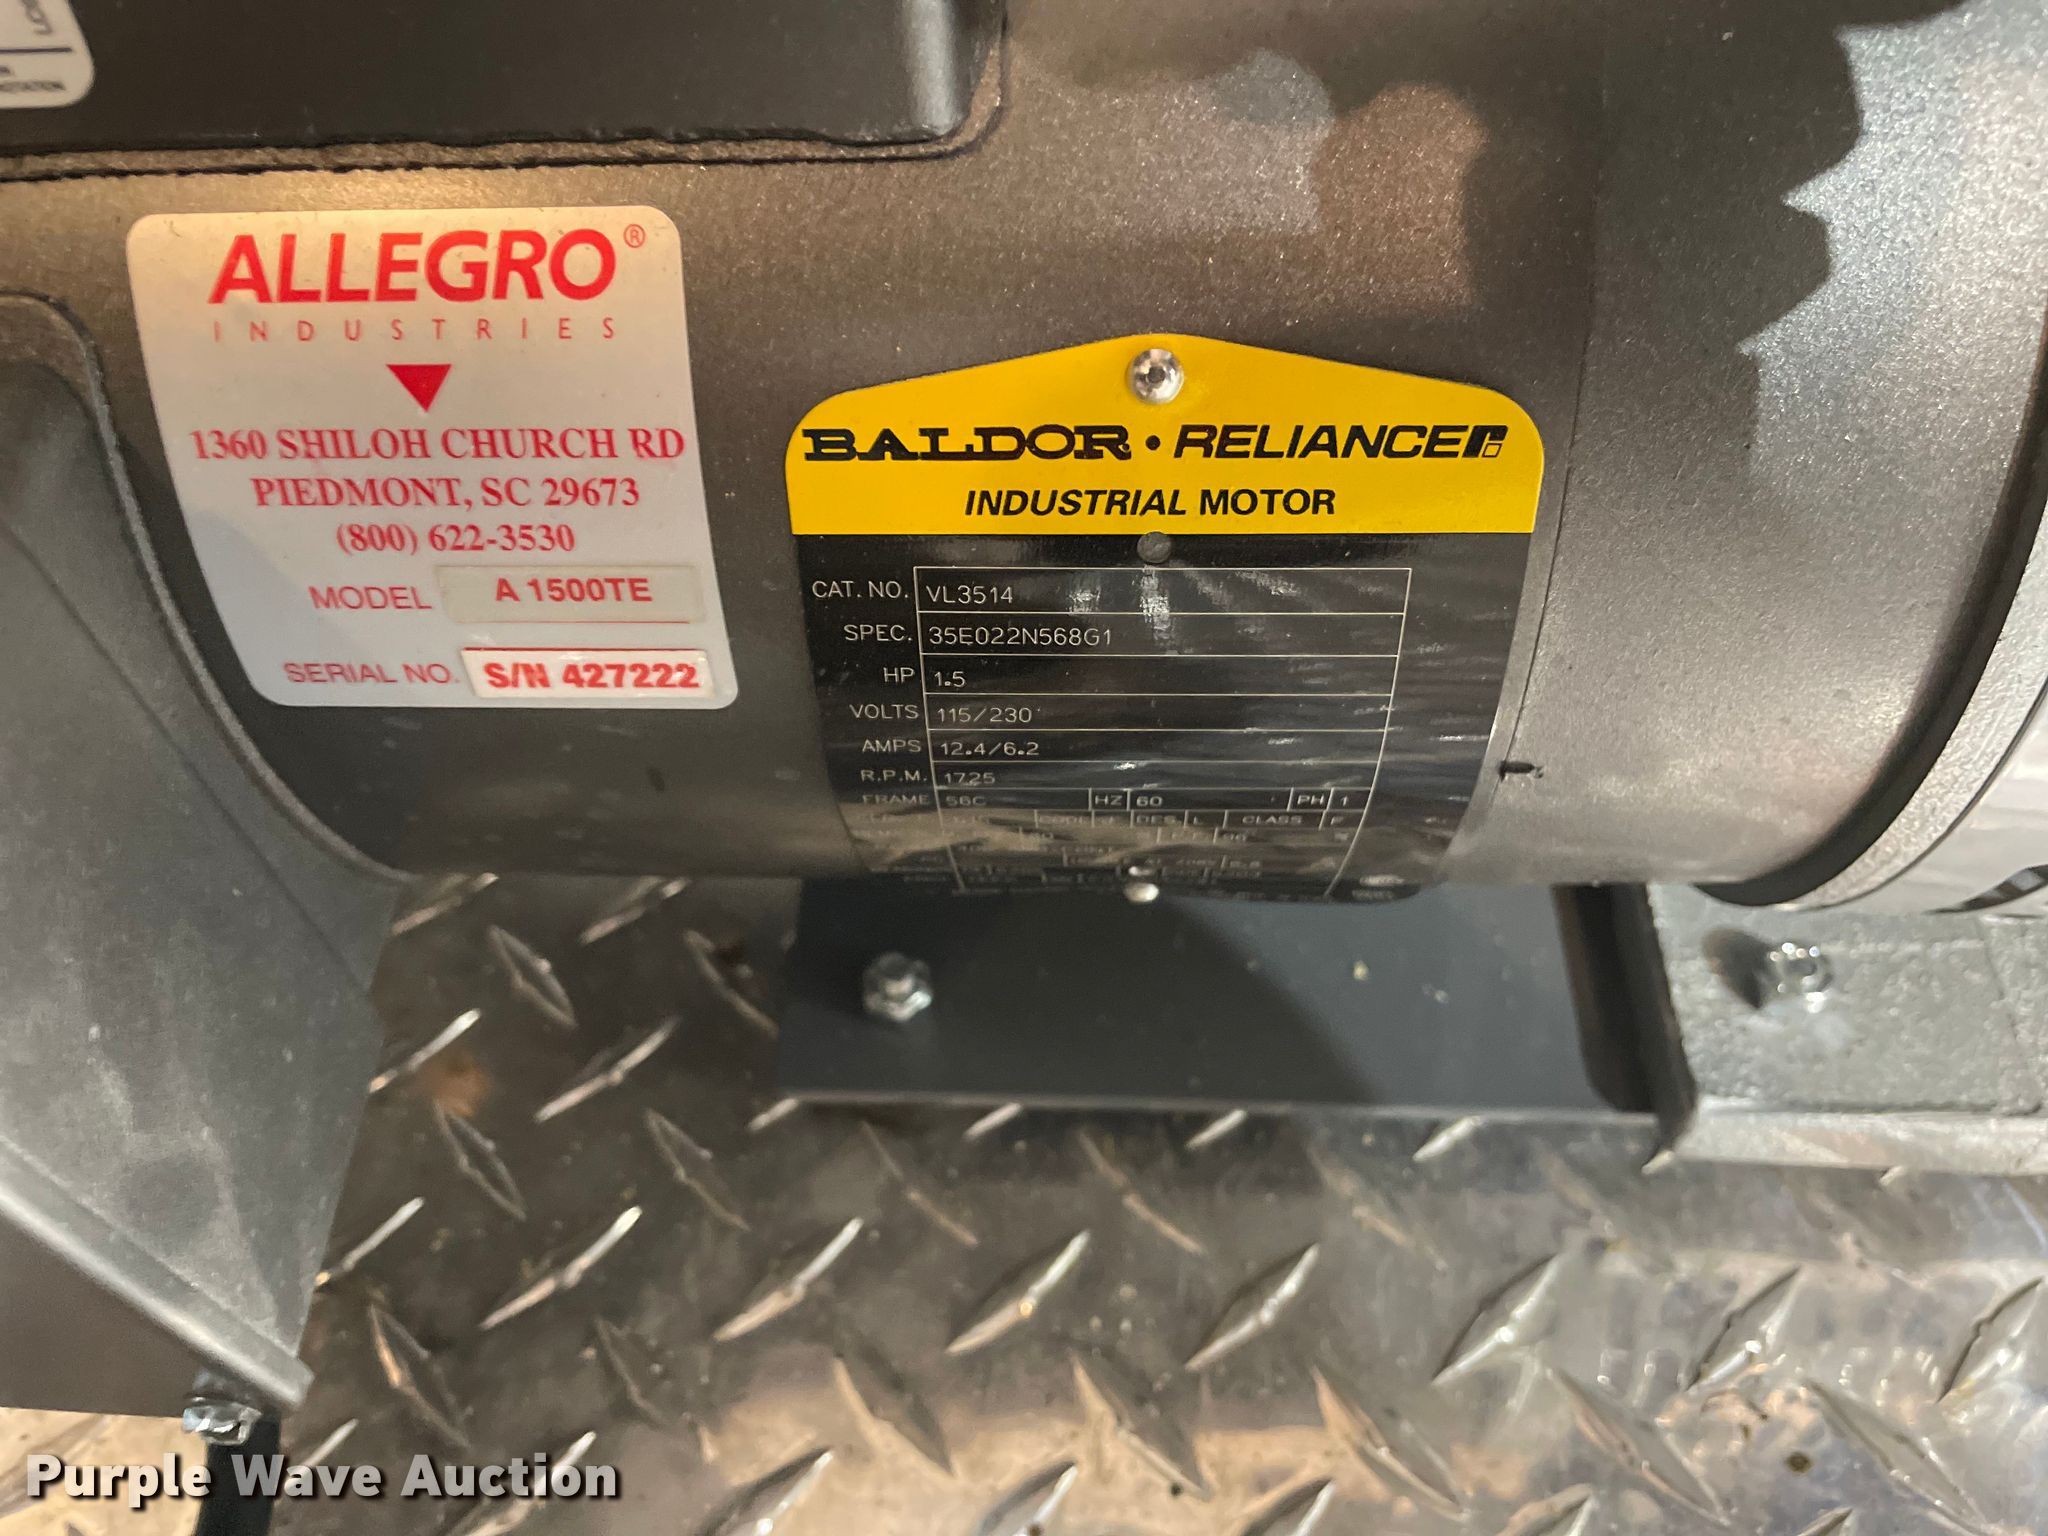 ALLEGRO®
INDUSTRIES
1360 SHILOH CHURCH RD
PIEDMONT, SC 29673
(800) 622-3530
MODEL A 1500TE
SERIAL NO. S/N 427222
BALDOR • RELIANCE
INDUSTRIAL MOTOR
CAT. NO. VL3514
SPEC. 35E022N568G1
HP 1.5
VOLTS 115/230
AMPS 12.4/6.2
R.P.M. 1725
FRAME 56C HZ 60 PH 1
DES. L CLASS F
Purple Wave Auction